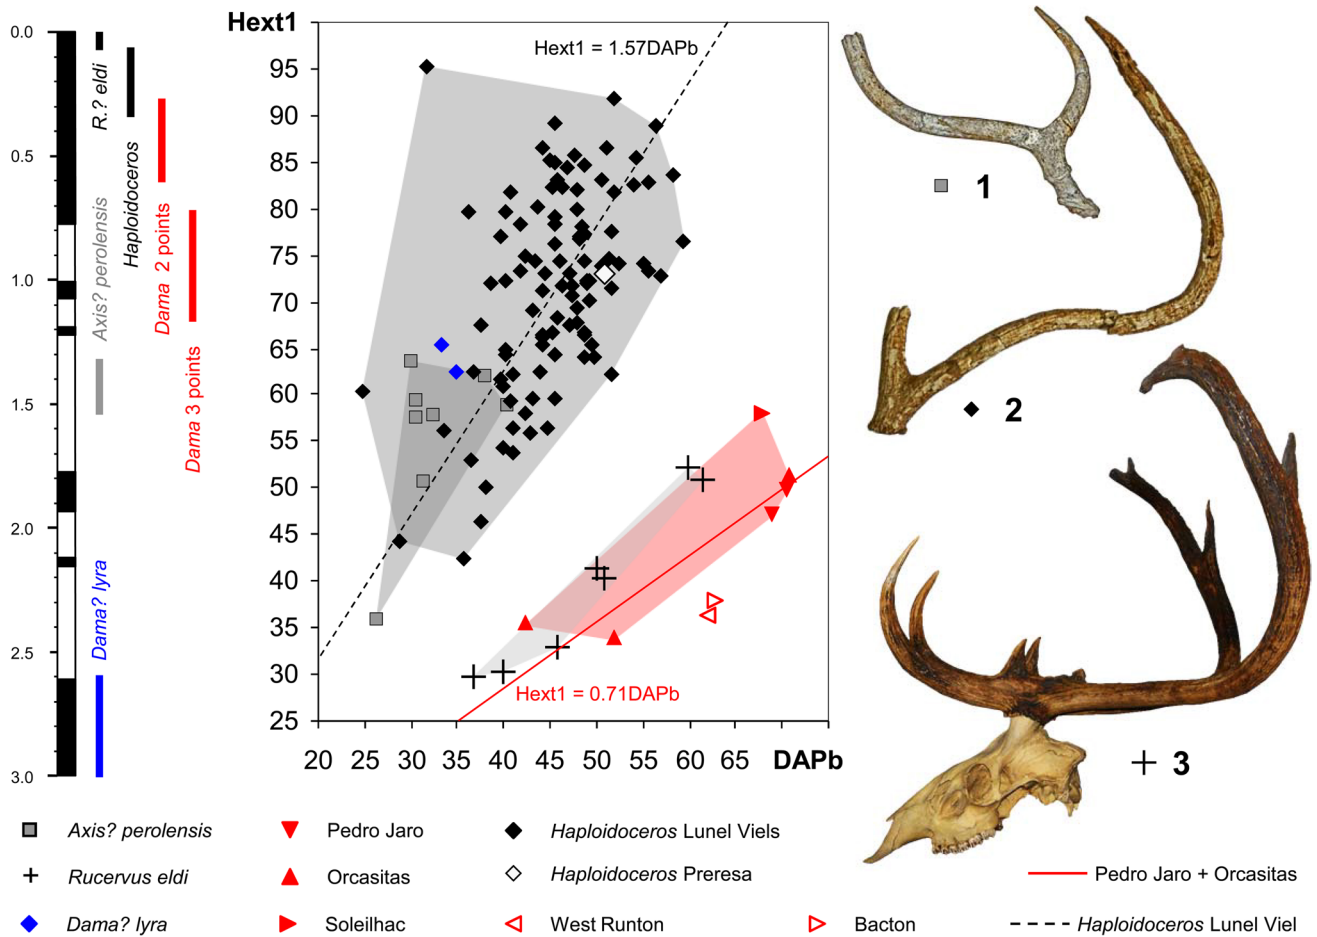 0.0
0.5
1.0
1.5
2.0
2.5
3.0
R.? eldi
Haploidoceros
Axis? perolensis
Dama 2 points
Dama 3 points
Dama? lyra
Hext1
95
90
85
80
75
70
65
60
55
50
45
40
35
30
25
20 25 30 35 40 45 50 55 60 65 DAPb
Hext1 = 1.57DAPb
Hext1 = 0.71DAPb
1
2
3
Axis? perolensis
Pedro Jaro
Haploidoceros Lunel Viels
Rucervus eldi
Orcasitas
Haploidoceros Preresa
Pedro Jaro + Orcasitas
Dama? lyra
Soleilhac
West Runton
Bacton
Haploidoceros Lunel Viel